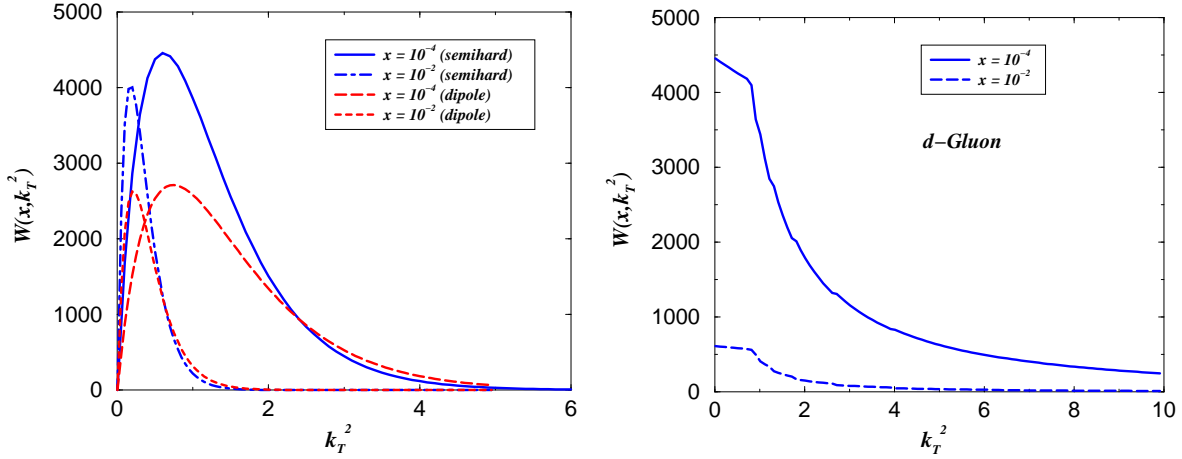 5000
4000
3000
2000
1000
0
W(x,k_T^2)
x = 10^−4 (semihard)
x = 10^−2 (semihard)
x = 10^−4 (dipole)
x = 10^−2 (dipole)
0 2 4 6
k_T^2
5000
4000
3000
2000
1000
0
W(x,k_T^2)
x = 10^−4
x = 10^−2
d−Gluon
0 2 4 6 8 10
k_T^2